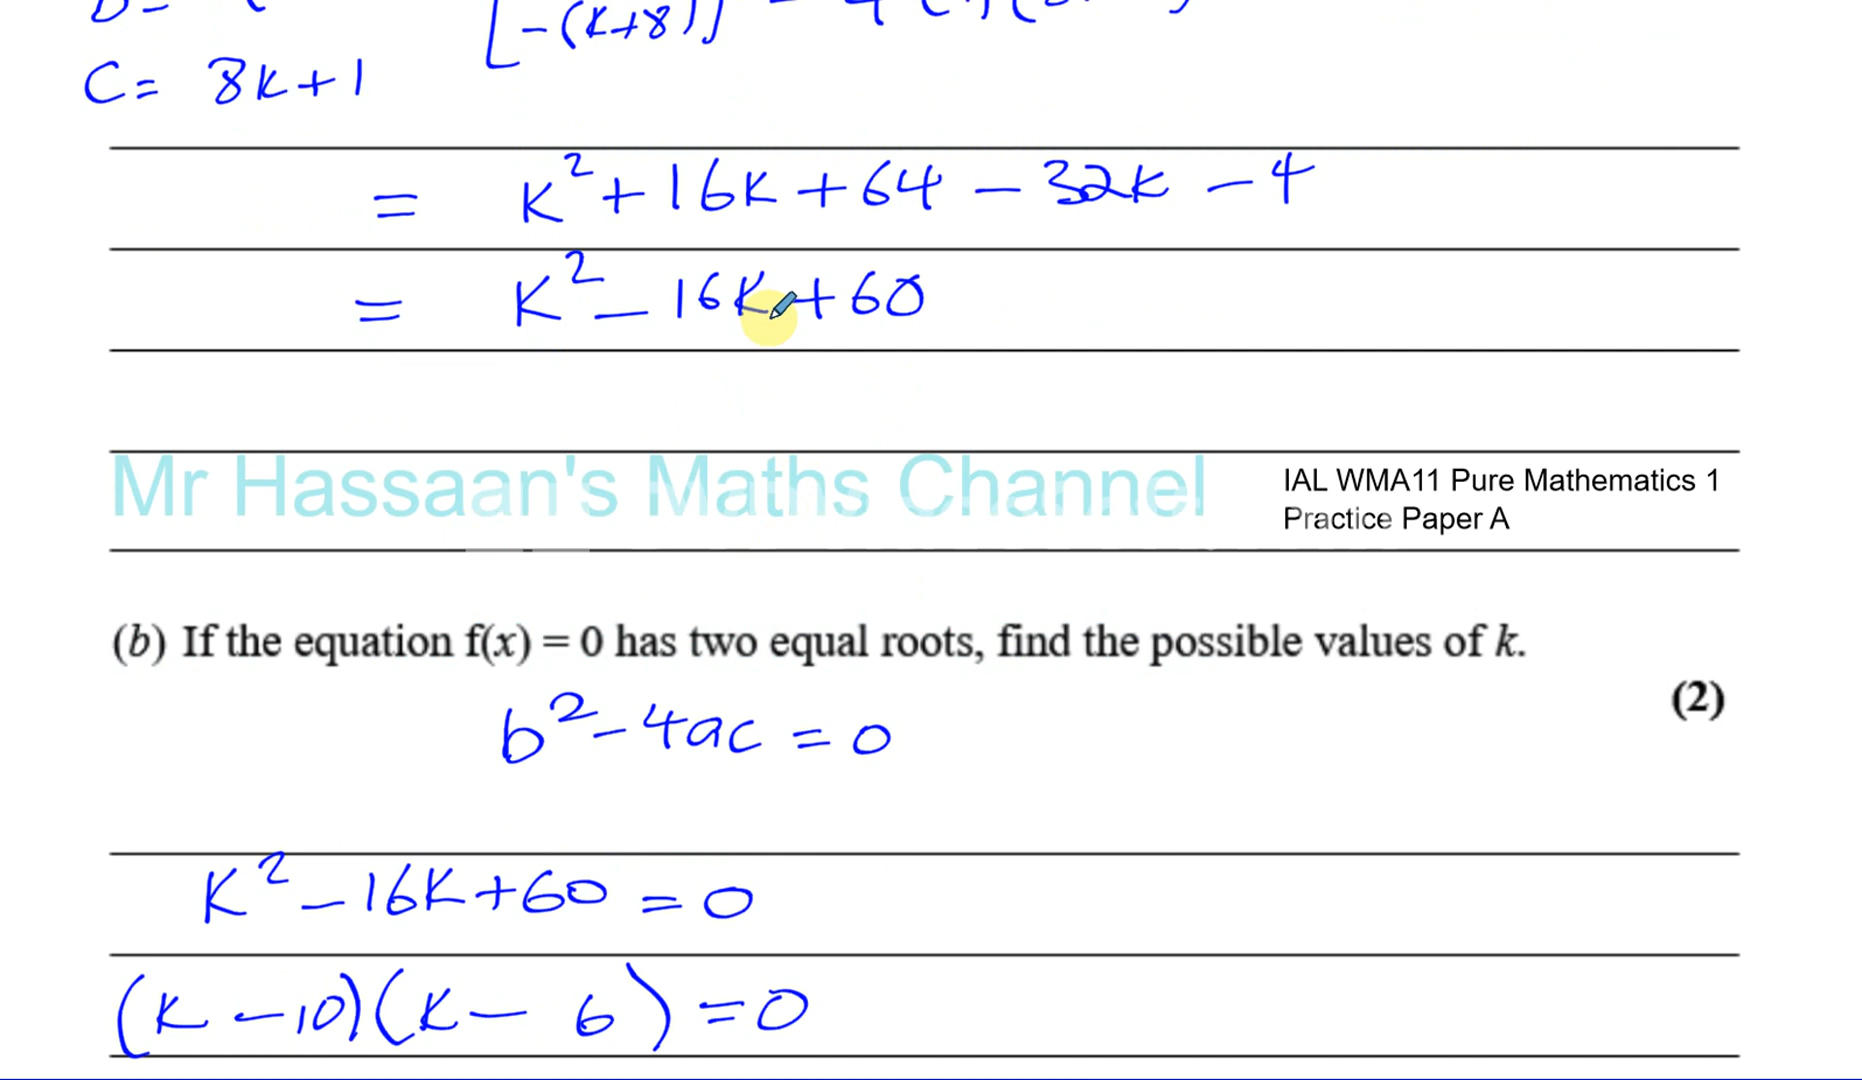 [-(k+8)]
C= 8k+1
= k²+16k+64-32k-4
= k²-16k+60
Mr Hassaan's Maths Channel
IAL WMA11 Pure Mathematics 1
Practice Paper A
(b) If the equation f(x) = 0 has two equal roots, find the possible values of k.
(2)
b²-4ac=0
k²-16k+60=0
(k-10)(k-6)=0